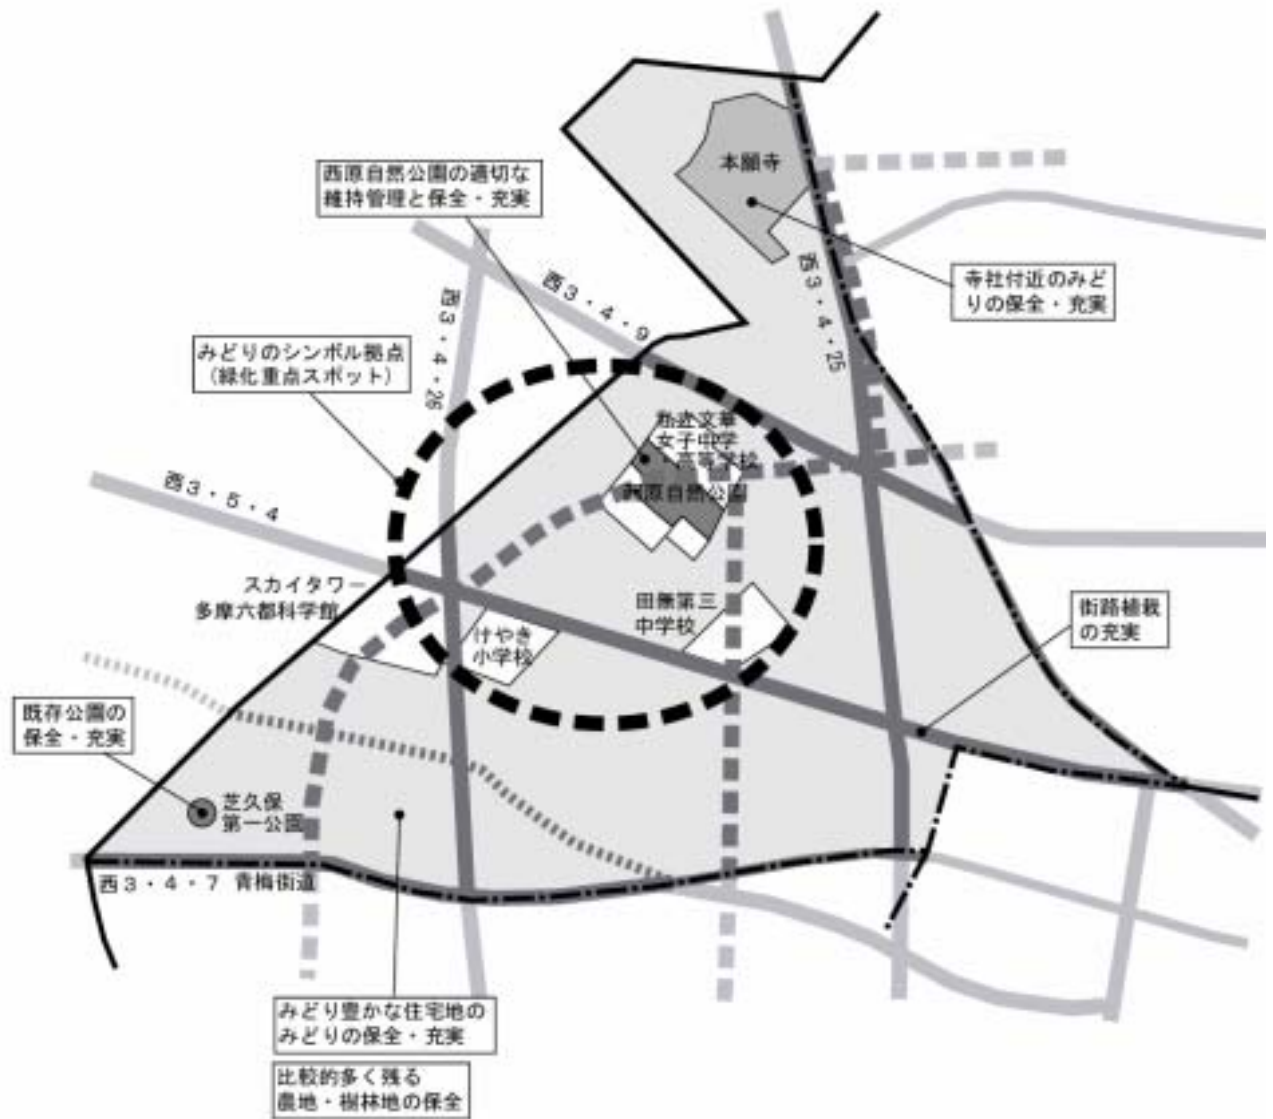 本願寺
西原自然公園の適切な
維持管理と保全・充実
寺社付近のみど
りの保全・充実
西3・4・9
西3・4・25
西3・4・26
みどりのシンボル拠点
（緑化重点スポット）
文華
女子中学
高等学校
西原自然公園
西3・5・4
スカイタワー
多摩六都科学館
田無第三
中学校
けやき
小学校
街路植栽
の充実
既存公園の
保全・充実
芝久保
第一公園
西3・4・7 青梅街道
みどり豊かな住宅地の
みどりの保全・充実
比較的多く残る
農地・樹林地の保全